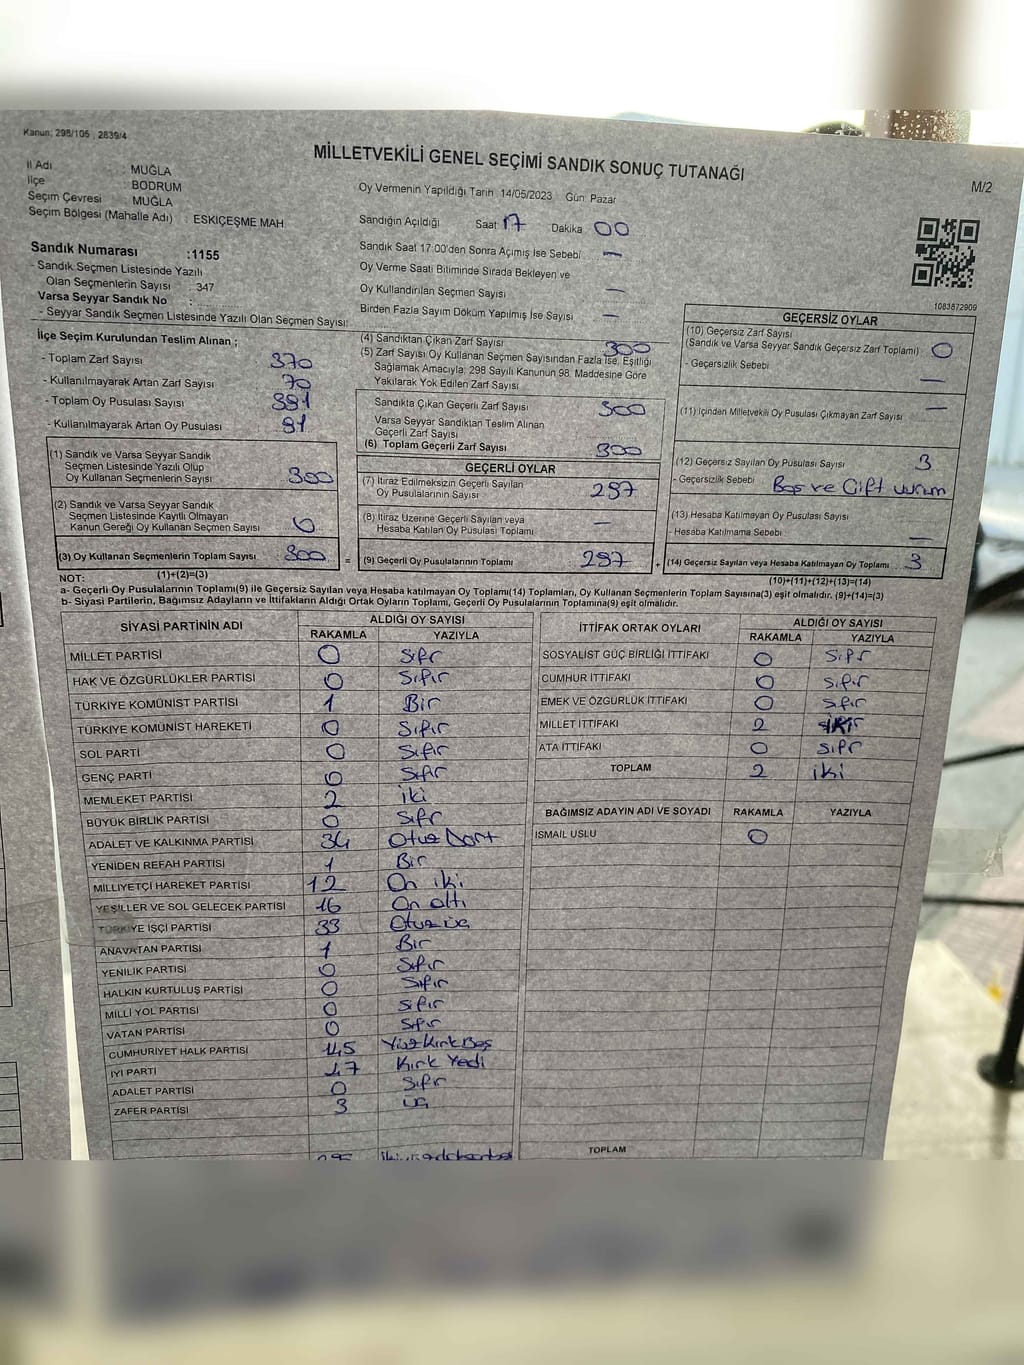 Kanun: 298/105 , 2839/4
MİLLETVEKİLİ GENEL SEÇİMİ SANDIK SONUÇ TUTANAĞI
M/2
İl Adı : MUĞLA
İlçe : BODRUM
Seçim Çevresi : MUĞLA
Seçim Bölgesi (Mahalle Adı) : ESKİÇEŞME MAH
Sandık Numarası :1155
- Sandık Seçmen Listesinde Yazılı
Olan Seçmenlerin Sayısı : 347
Varsa Seyyar Sandık No :
- Seyyar Sandık Seçmen Listesinde Yazılı Olan Seçmen Sayısı:
Oy Vermenin Yapıldığı Tarih 14/05/2023 Gün: Pazar
Sandığın Açıldığı Saat 17 Dakika 00
Sandık Saat 17:00'den Sonra Açımış İse Sebebi —
Oy Verme Saati Bitiminde Sırada Bekleyen ve
Oy Kullandırılan Seçmen Sayısı —
Birden Fazla Sayım Döküm Yapılmış İse Sayısı —
1083872909
İlçe Seçim Kurulundan Teslim Alınan ;
- Toplam Zarf Sayısı 370
- Kullanılmayarak Artan Zarf Sayısı 70
- Toplam Oy Pusulası Sayısı 391
- Kullanılmayarak Artan Oy Pusulası 91
(4) Sandıktan Çıkan Zarf Sayısı 300
(5) Zarf Sayısı Oy Kullanan Seçmen Sayısından Fazla İse, Eşitliği
Sağlamak Amacıyla; 298 Sayılı Kanunun 98. Maddesine Göre
Yakılarak Yok Edilen Zarf Sayısı
Sandıkta Çıkan Geçerli Zarf Sayısı 300
Varsa Seyyar Sandıktan Teslim Alınan
Geçerli Zarf Sayısı
(6) Toplam Geçerli Zarf Sayısı 300
GEÇERSİZ OYLAR
(10) Geçersiz Zarf Sayısı
(Sandık ve Varsa Seyyar Sandık Geçersiz Zarf Toplamı) 0
- Geçersizlik Sebebi —
(11) İçinden Milletvekili Oy Pusulası Çıkmayan Zarf Sayısı —
(12) Geçersiz Sayılan Oy Pusulası Sayısı 3
- Geçersizlik Sebebi Boş ve Çift vurum
(13) Hesaba Katılmayan Oy Pusulası Sayısı
- Hesaba Katılmama Sebebi —
(14) Geçersiz Sayılan veya Hesaba Katılmayan Oy Toplamı 3
(10)+(11)+(12)+(13)=(14)
(1) Sandık ve Varsa Seyyar Sandık
Seçmen Listesinde Yazılı Olup
Oy Kullanan Seçmenlerin Sayısı 300
(2) Sandık ve Varsa Seyyar Sandık
Seçmen Listesinde Kayıtlı Olmayan
Kanun Gereği Oy Kullanan Seçmen Sayısı 0
(3) Oy Kullanan Seçmenlerin Toplam Sayısı 300 =
(1)+(2)=(3)
GEÇERLİ OYLAR
(7) İtiraz Edilmeksizin Geçerli Sayılan
Oy Pusulalarının Sayısı 297
(8) İtiraz Üzerine Geçerli Sayılan veya
Hesaba Katılan Oy Pusulası Toplamı —
(9) Geçerli Oy Pusulalarının Toplamı 297 +
NOT:
a- Geçerli Oy Pusulalarının Toplamı(9) ile Geçersiz Sayılan veya Hesaba katılmayan Oy Toplamı(14) Toplamları, Oy Kullanan Seçmenlerin Toplam Sayısına(3) eşit olmalıdır. (9)+(14)=(3)
b- Siyasi Partilerin, Bağımsız Adayların ve İttifakların Aldığı Ortak Oyların Toplamı, Geçerli Oy Pusulalarının Toplamına(9) eşit olmalıdır.
SİYASİ PARTİNİN ADI ALDIĞI OY SAYISI
RAKAMLA YAZIYLA
MİLLET PARTİSİ 0 Sıfır
HAK VE ÖZGÜRLÜKLER PARTİSİ 0 Sıfır
TÜRKİYE KOMÜNİST PARTİSİ 1 Bir
TÜRKİYE KOMÜNİST HAREKETİ 0 Sıfır
SOL PARTİ 0 Sıfır
GENÇ PARTİ 0 Sıfır
MEMLEKET PARTİSİ 2 İki
BÜYÜK BİRLİK PARTİSİ 0 Sıfır
ADALET VE KALKINMA PARTİSİ 34 Otuz Dört
YENİDEN REFAH PARTİSİ 1 Bir
MİLLİYETÇİ HAREKET PARTİSİ 12 On iki
YEŞİLLER VE SOL GELECEK PARTİSİ 16 On altı
TÜRKİYE İŞÇİ PARTİSİ 33 Otuz üç
ANAVATAN PARTİSİ 1 Bir
YENİLİK PARTİSİ 0 Sıfır
HALKIN KURTULUŞ PARTİSİ 0 Sıfır
MİLLİ YOL PARTİSİ 0 Sıfır
VATAN PARTİSİ 0 Sıfır
CUMHURİYET HALK PARTİSİ 145 Yüz Kırk Beş
İYİ PARTİ 47 Kırk Yedi
ADALET PARTİSİ 0 Sıfır
ZAFER PARTİSİ 3 üç
İTTİFAK ORTAK OYLARI ALDIĞI OY SAYISI
RAKAMLA YAZIYLA
SOSYALİST GÜÇ BİRLİĞİ İTTİFAKI 0 Sıfır
CUMHUR İTTİFAKI 0 Sıfır
EMEK VE ÖZGÜRLÜK İTTİFAKI 0 Sıfır
MİLLET İTTİFAKI 2 İKİ
ATA İTTİFAKI 0 Sıfır
TOPLAM 2 iki
BAĞIMSIZ ADAYIN ADI VE SOYADI RAKAMLA YAZIYLA
İSMAİL USLU 0
TOPLAM